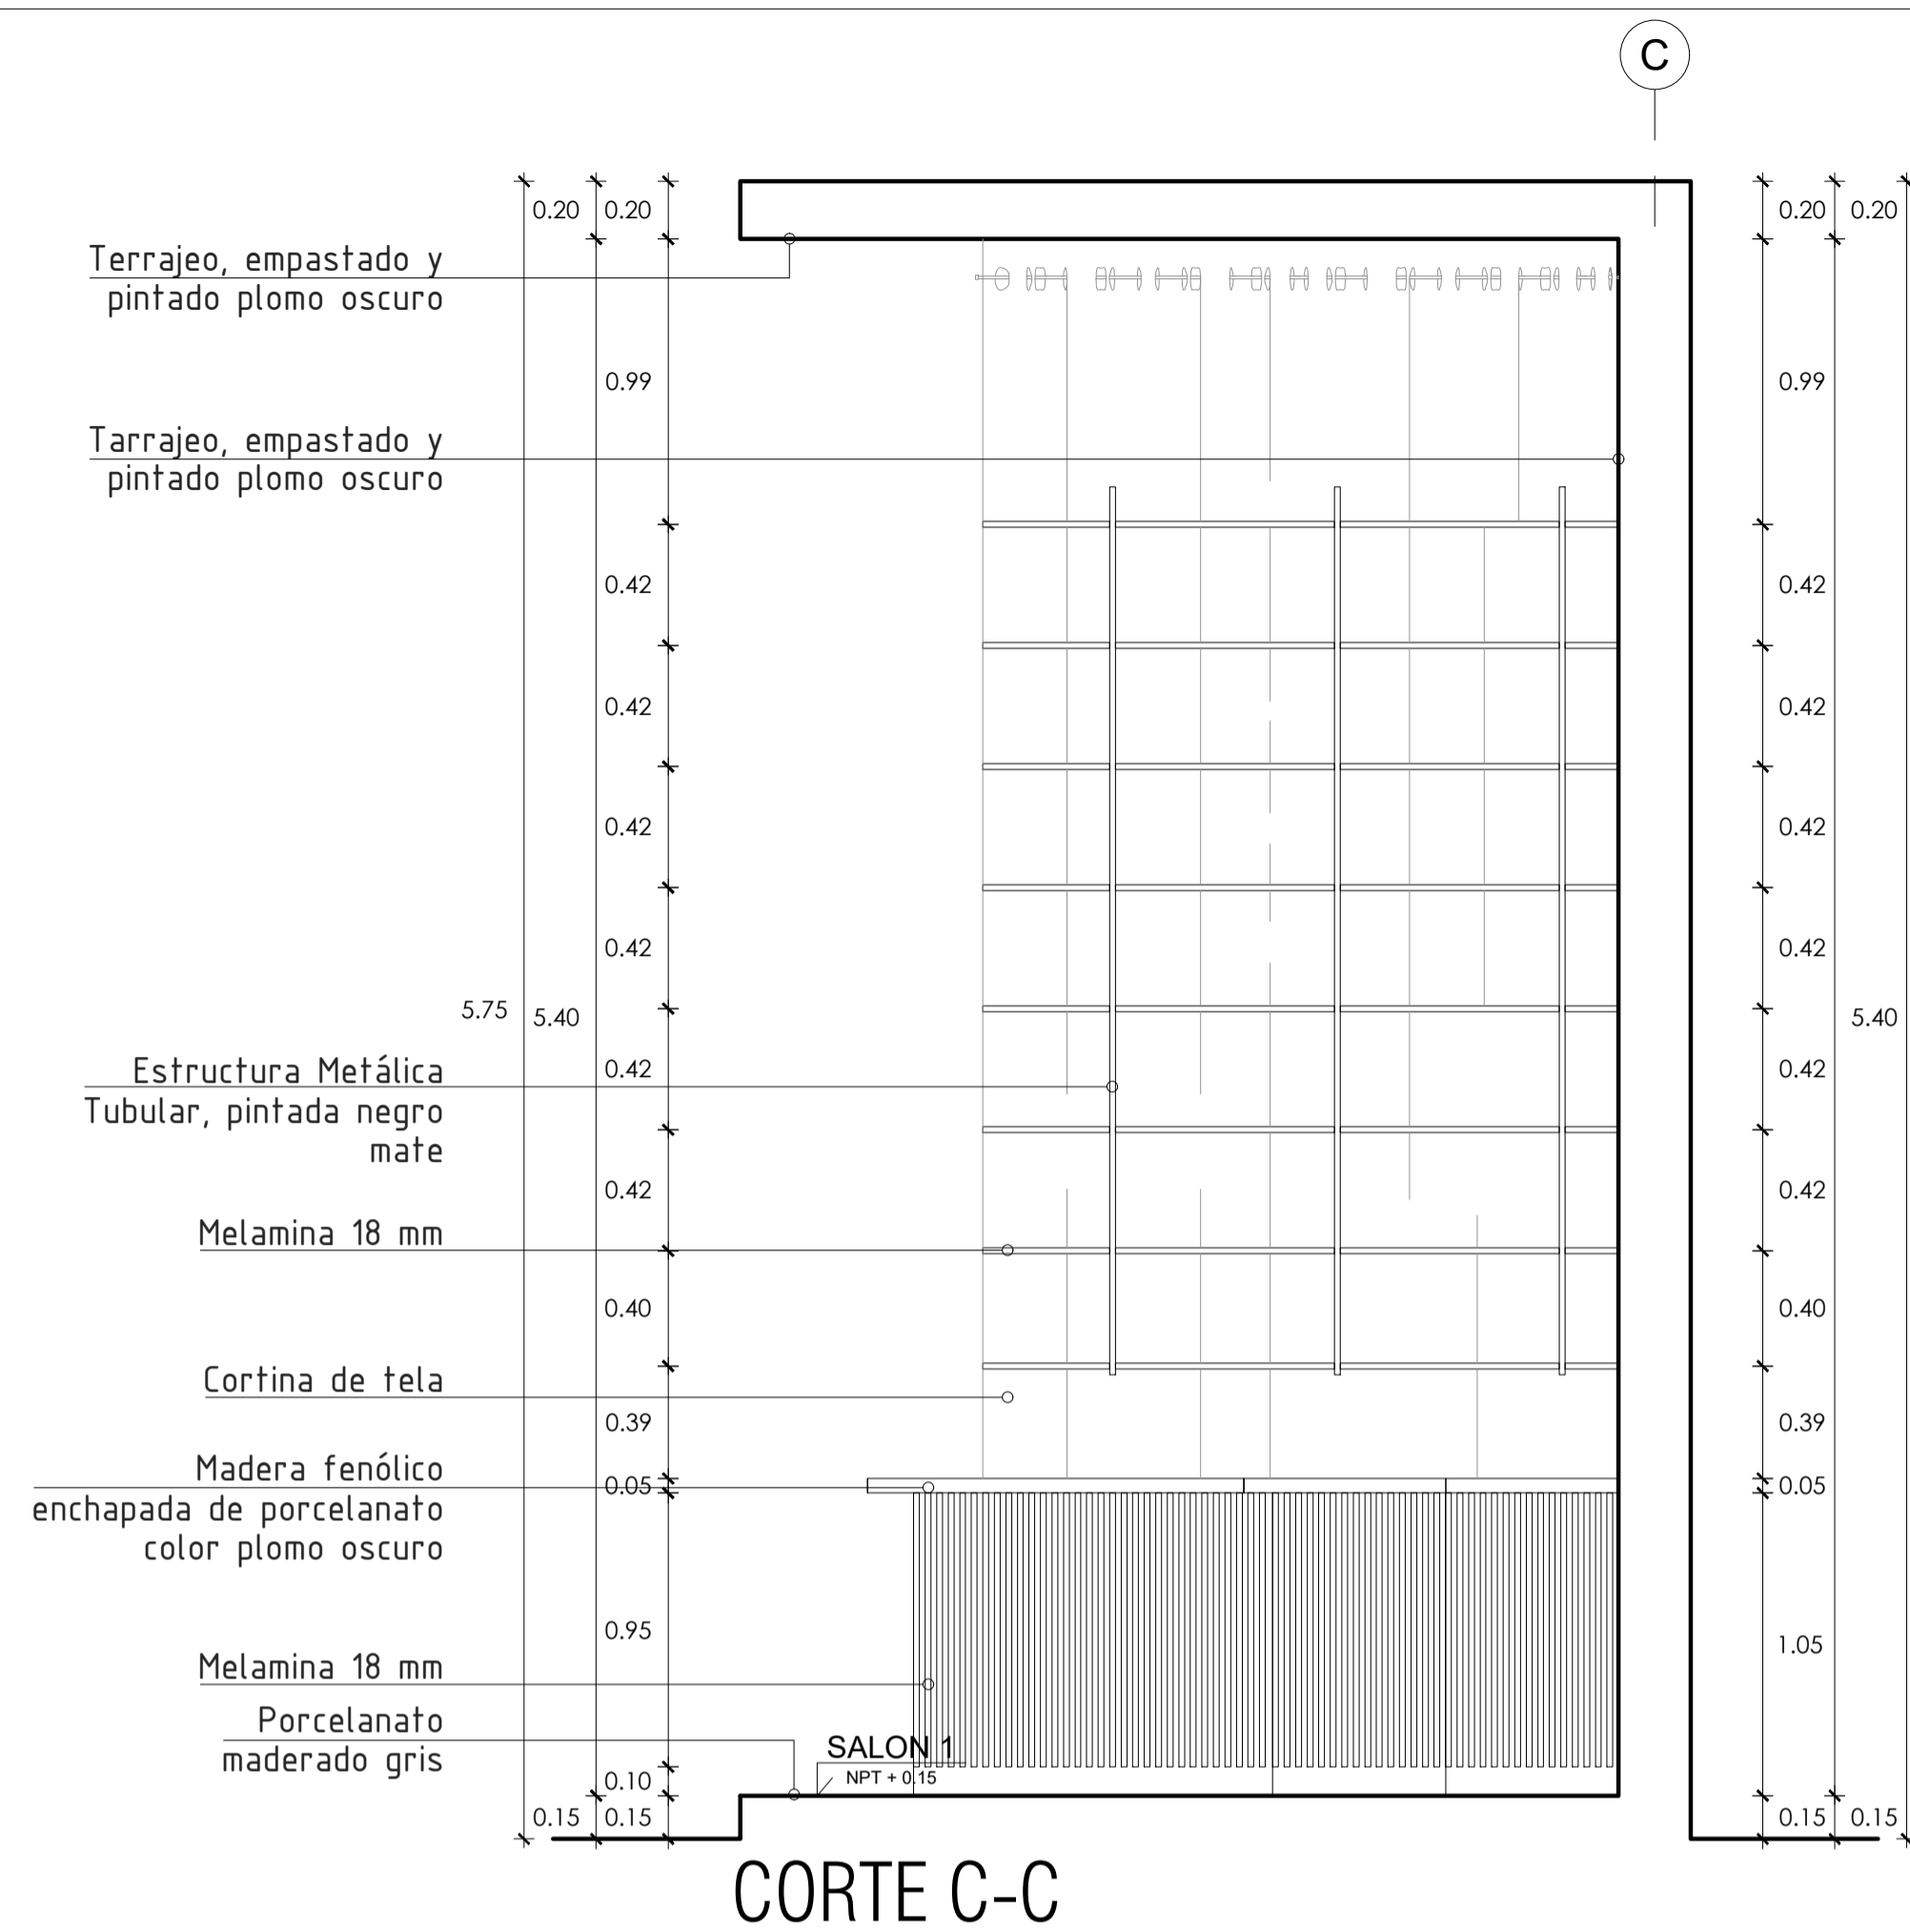 C
0.20 0.20
0.20 0.20
Terrajeo, empastado y
pintado plomo oscuro
0.99
0.99
Tarrajeo, empastado y
pintado plomo oscuro
0.42
0.42
0.42
0.42
0.42
0.42
0.42
0.42
5.75
5.40
5.40
Estructura Metálica
Tubular, pintada negro
mate
0.42
0.42
0.42
0.42
Melamina 18 mm
0.40
0.40
Cortina de tela
0.39
0.39
Madera fenólico
enchapada de porcelanato
color plomo oscuro
0.05
0.05
0.95
1.05
Melamina 18 mm
Porcelanato
maderado gris
SALON 1
NPT + 0.15
0.10
0.15 0.15
0.15 0.15
CORTE C-C